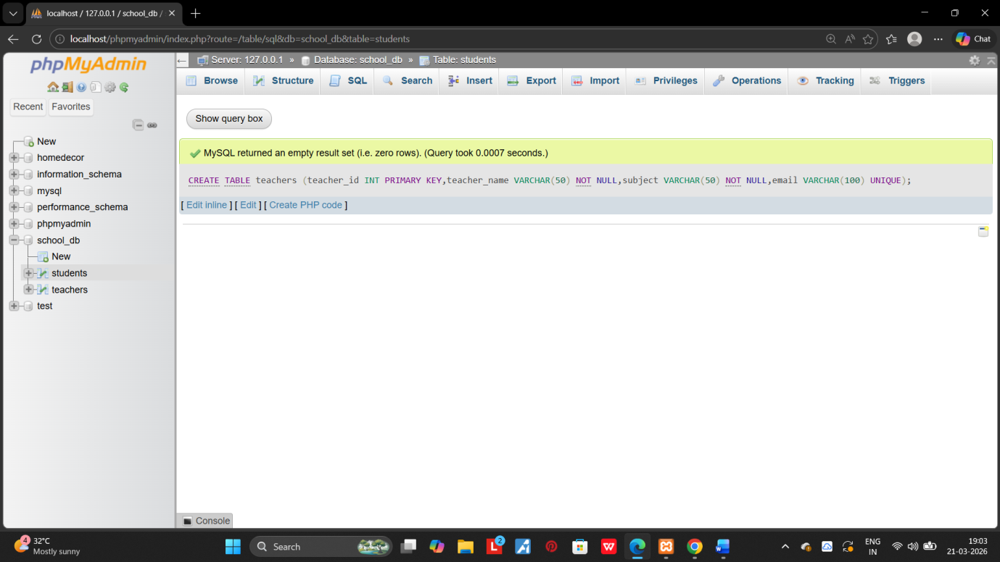 localhost / 127.0.0.1 / school_db /
localhost/phpmyadmin/index.php?route=/table/sql&db=school_db&table=students
Chat
phpMyAdmin
Recent
Favorites
New
homedecor
information_schema
mysql
performance_schema
phpmyadmin
school_db
New
students
teachers
test
Server: 127.0.0.1 » Database: school_db » Table: students
Browse Structure SQL Search Insert Export Import Privileges Operations Tracking Triggers
Show query box
MySQL returned an empty result set (i.e. zero rows). (Query took 0.0007 seconds.)
CREATE TABLE teachers (teacher_id INT PRIMARY KEY,teacher_name VARCHAR(50) NOT NULL,subject VARCHAR(50) NOT NULL,email VARCHAR(100) UNIQUE);
[ Edit inline ] [ Edit ] [ Create PHP code ]
Console
4
32°C
Mostly sunny
Search
L
2
W
W
ENG
IN
19:03
21-03-2026